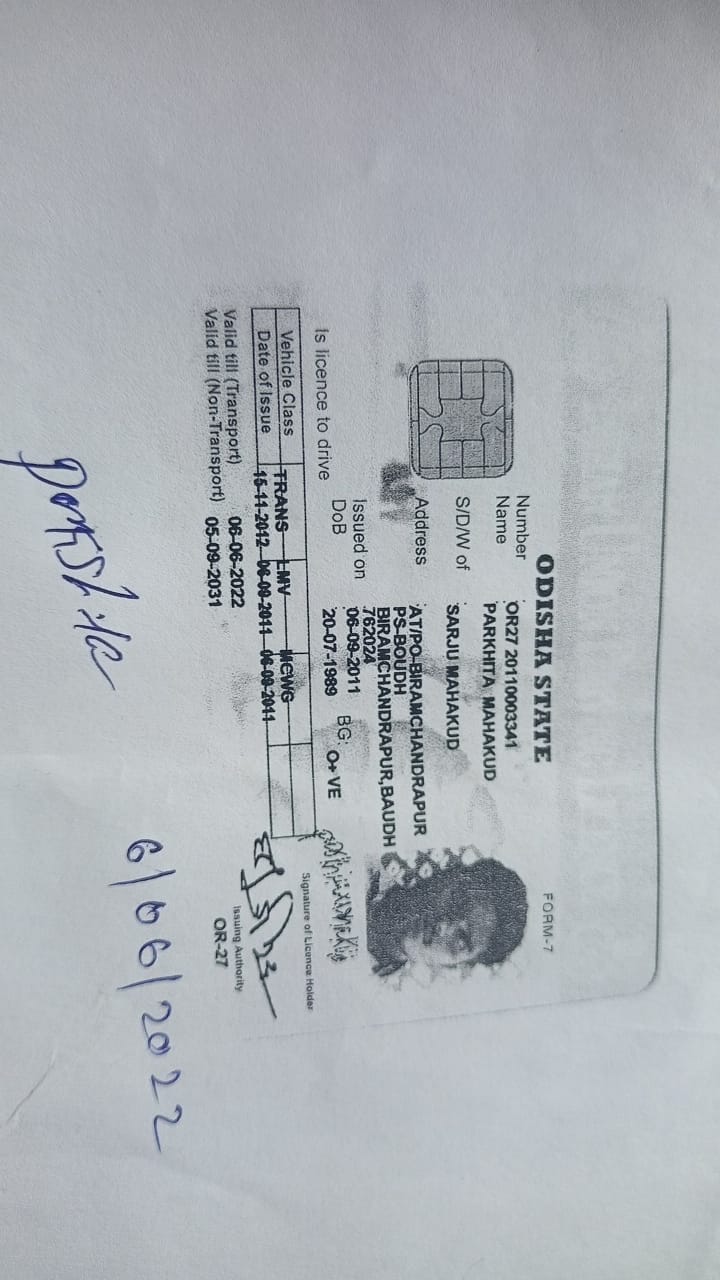 ODISHA STATE FORM-7
Number : OR27 20110003341
Name : PARKHITA MAHAKUD
S/D/W of : SARJU MAHAKUD
Address : AT/PO-BIRAMCHANDRAPUR
PS-BOUDH
BIRAMCHANDRAPUR,BAUDH
762024
Issued on : 06-09-2011
DoB : 20-07-1989 BG: O+ VE
Is licence to drive
Signature of Licence Holder
Vehicle Class TRANS LMV MCWG
Date of Issue 15-11-2012 06-09-2011 06-09-2011
Valid till (Transport) 06-06-2022
Issuing Authority
Valid till (Non-Transport) 05-09-2031
OR-27
6/06/2022